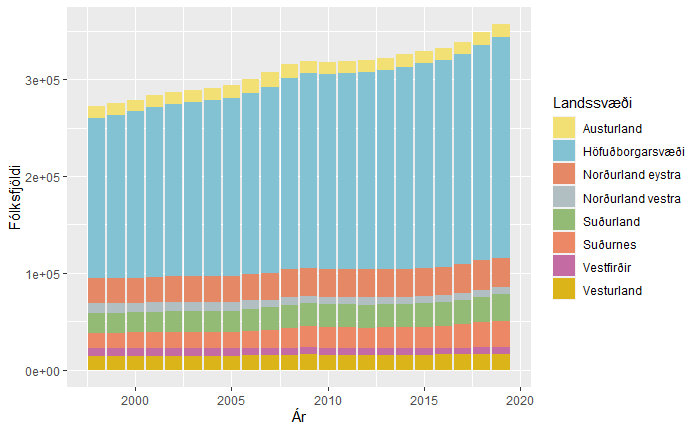 Fólksfjöldi
3e+05
2e+05
1e+05
0e+00
2000
2005
2010
2015
2020
Ár
Landssvæði
Austurland
Höfuðborgarsvæði
Norðurland eystra
Norðurland vestra
Suðurland
Suðurnes
Vestfirðir
Vesturland